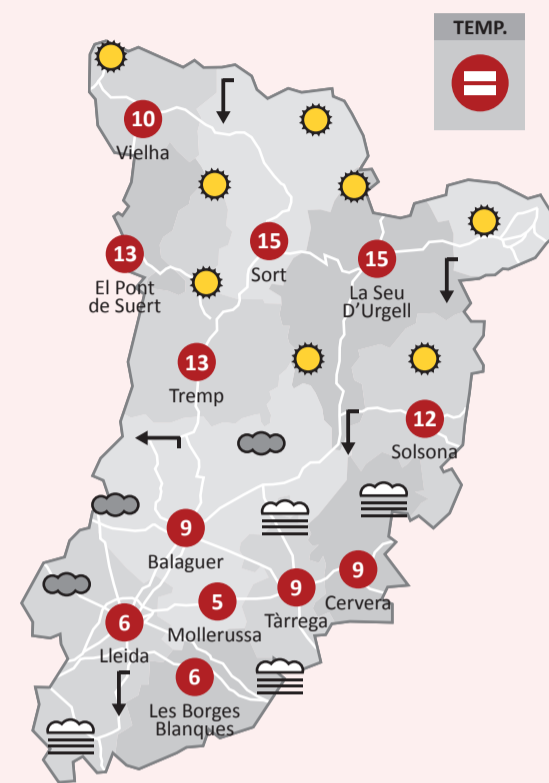 TEMP.
10
Vielha
13
El Pont
de Suert
15
Sort
15
La Seu
D'Urgell
13
Tremp
12
Solsona
9
Balaguer
9
Cervera
9
Tàrrega
5
Mollerussa
6
Lleida
6
Les Borges
Blanques